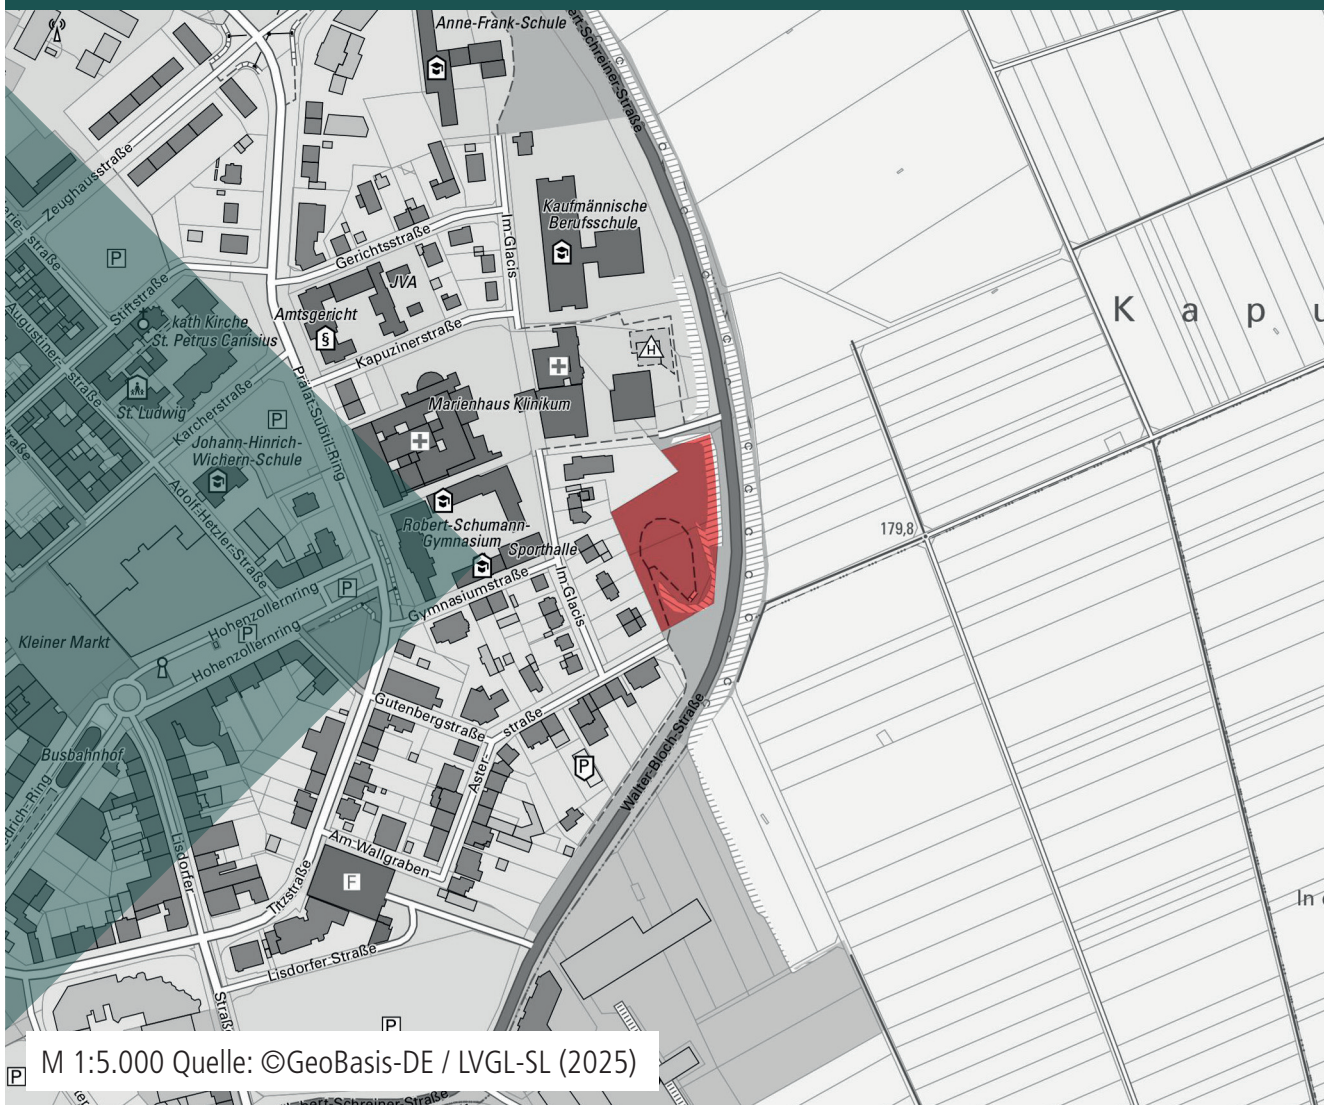 Anne-Frank-Schule
Zeughausstraße
Kaufmännische
Berufsschule
Im Glacis
Gerichtsstraße
JVA
Amtsgericht
§
Kapuzinerstraße
H
K a p u
P
Stiftstraße
kath Kirche
St. Petrus Canisius
Augustiner-
straße
St. Ludwig
Karcherstraße
P
Prälat-Subtil-Ring
Marienhaus Klinikum
Johann-Hinrich-
Wichern-Schule
Adolf-Hetzler-Straße
Robert-Schumann-
Gymnasium
Sporthalle
179,8
Gymnasiumstraße
Im Glacis
P
Hohenzollernring
P
Hohenzollernring
Kleiner Markt
Gutenbergstraße
Aster-
straße
Busbahnhof
P
Walter-Bloch-Straße
Lisdorfer
Straße
Am Wallgraben
Titzstraße
F
In
Lisdorfer Straße
P
P
M 1:5.000 Quelle: ©GeoBasis-DE / LVGL-SL (2025)